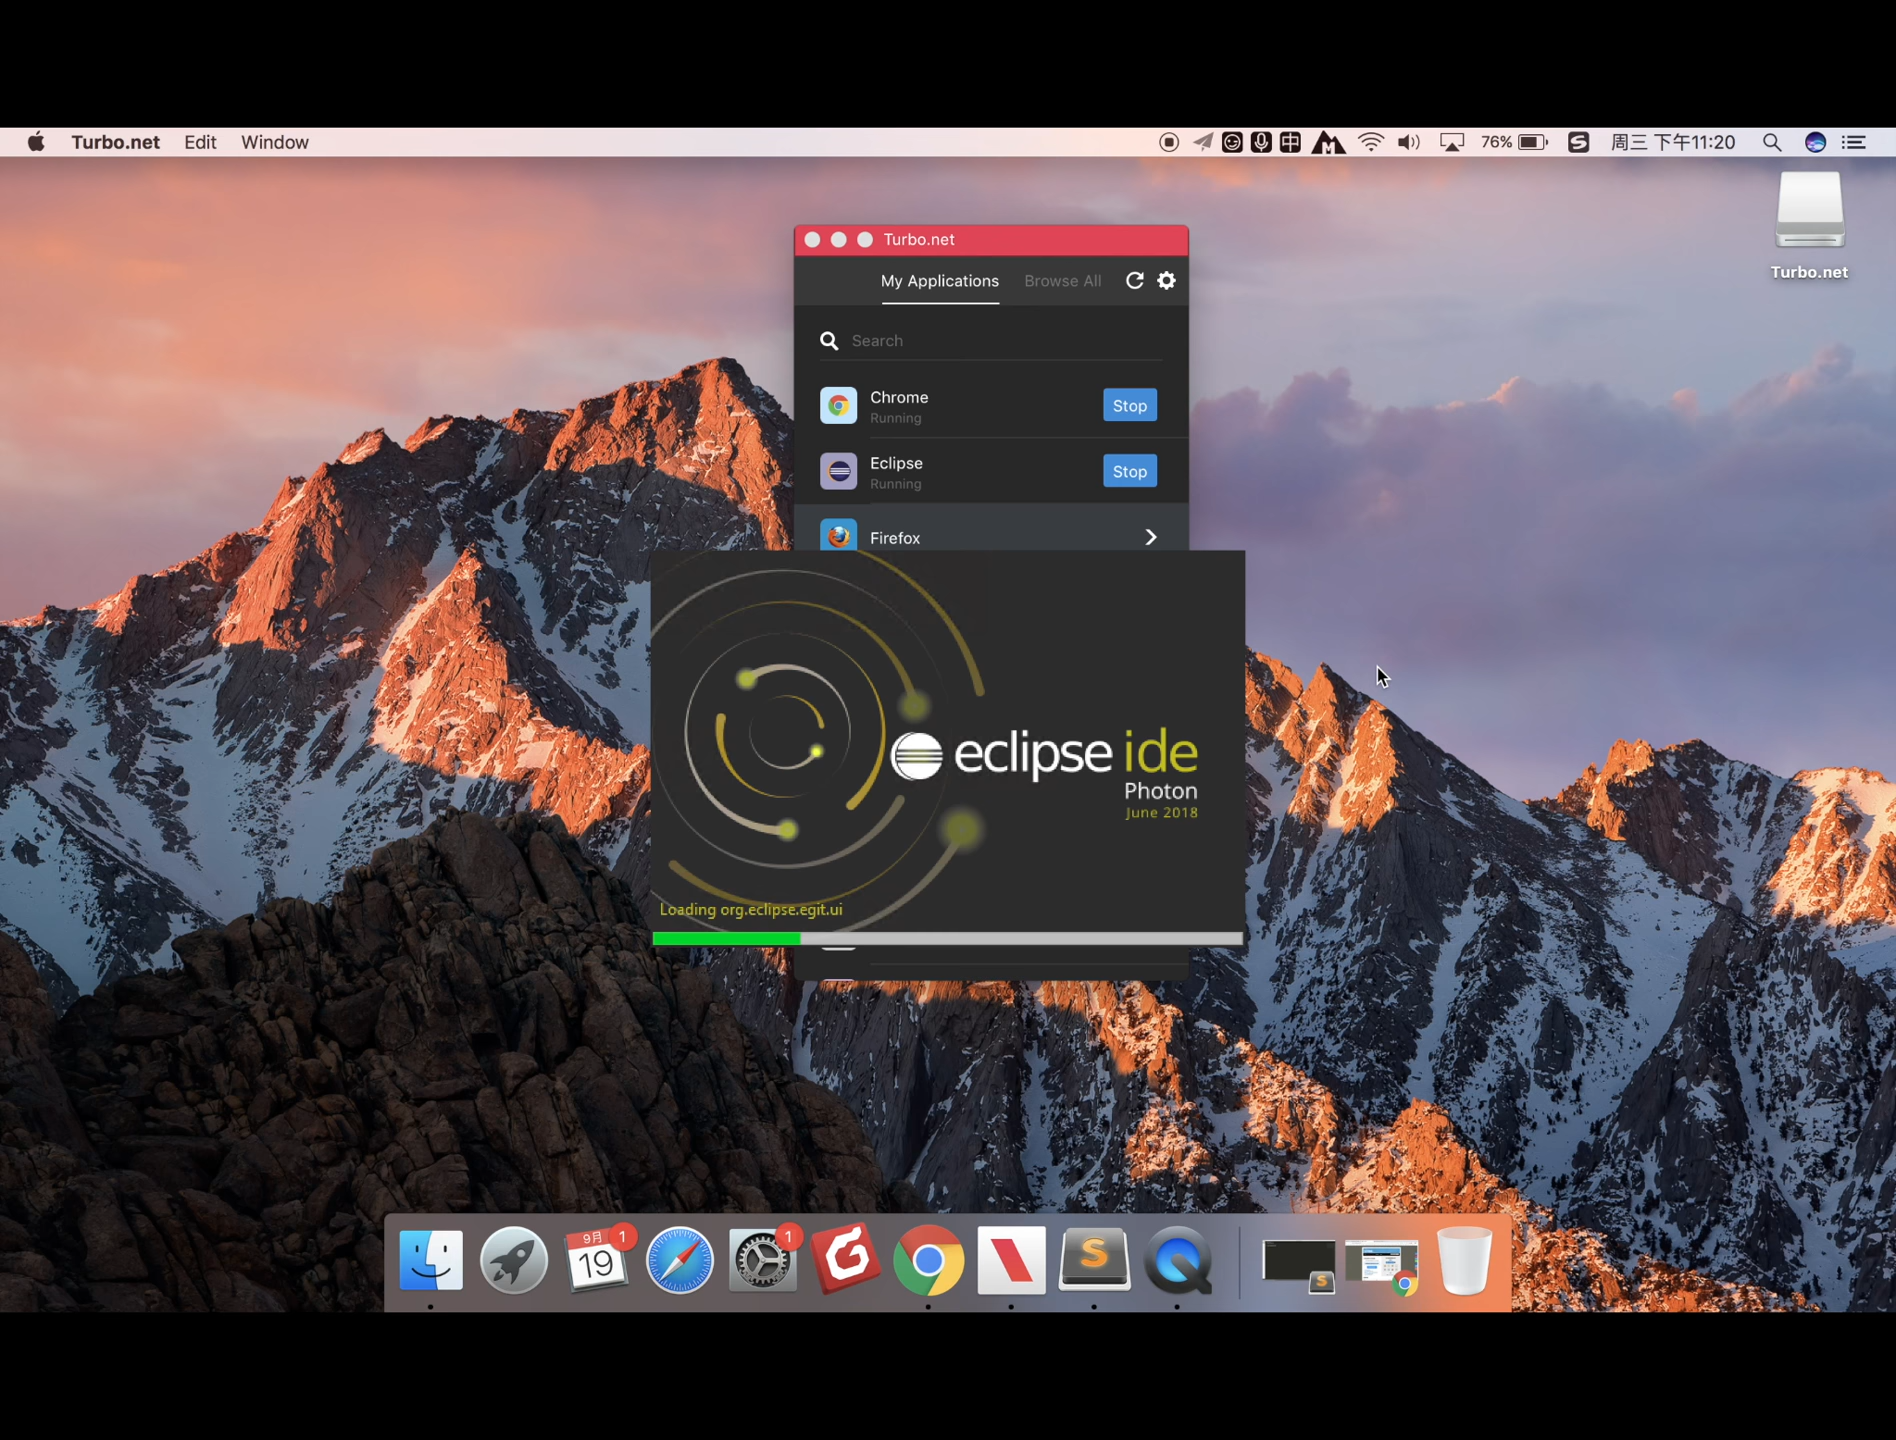 Turbo.net Edit Window 中 76% 周三 下午11:20
Turbo.net
Turbo.net
My Applications Browse All
Search
Chrome
Running
Stop
Eclipse
Running
Stop
Firefox
eclipse ide
Photon
June 2018
Loading org.eclipse.egit.ui
9月
19
1
1